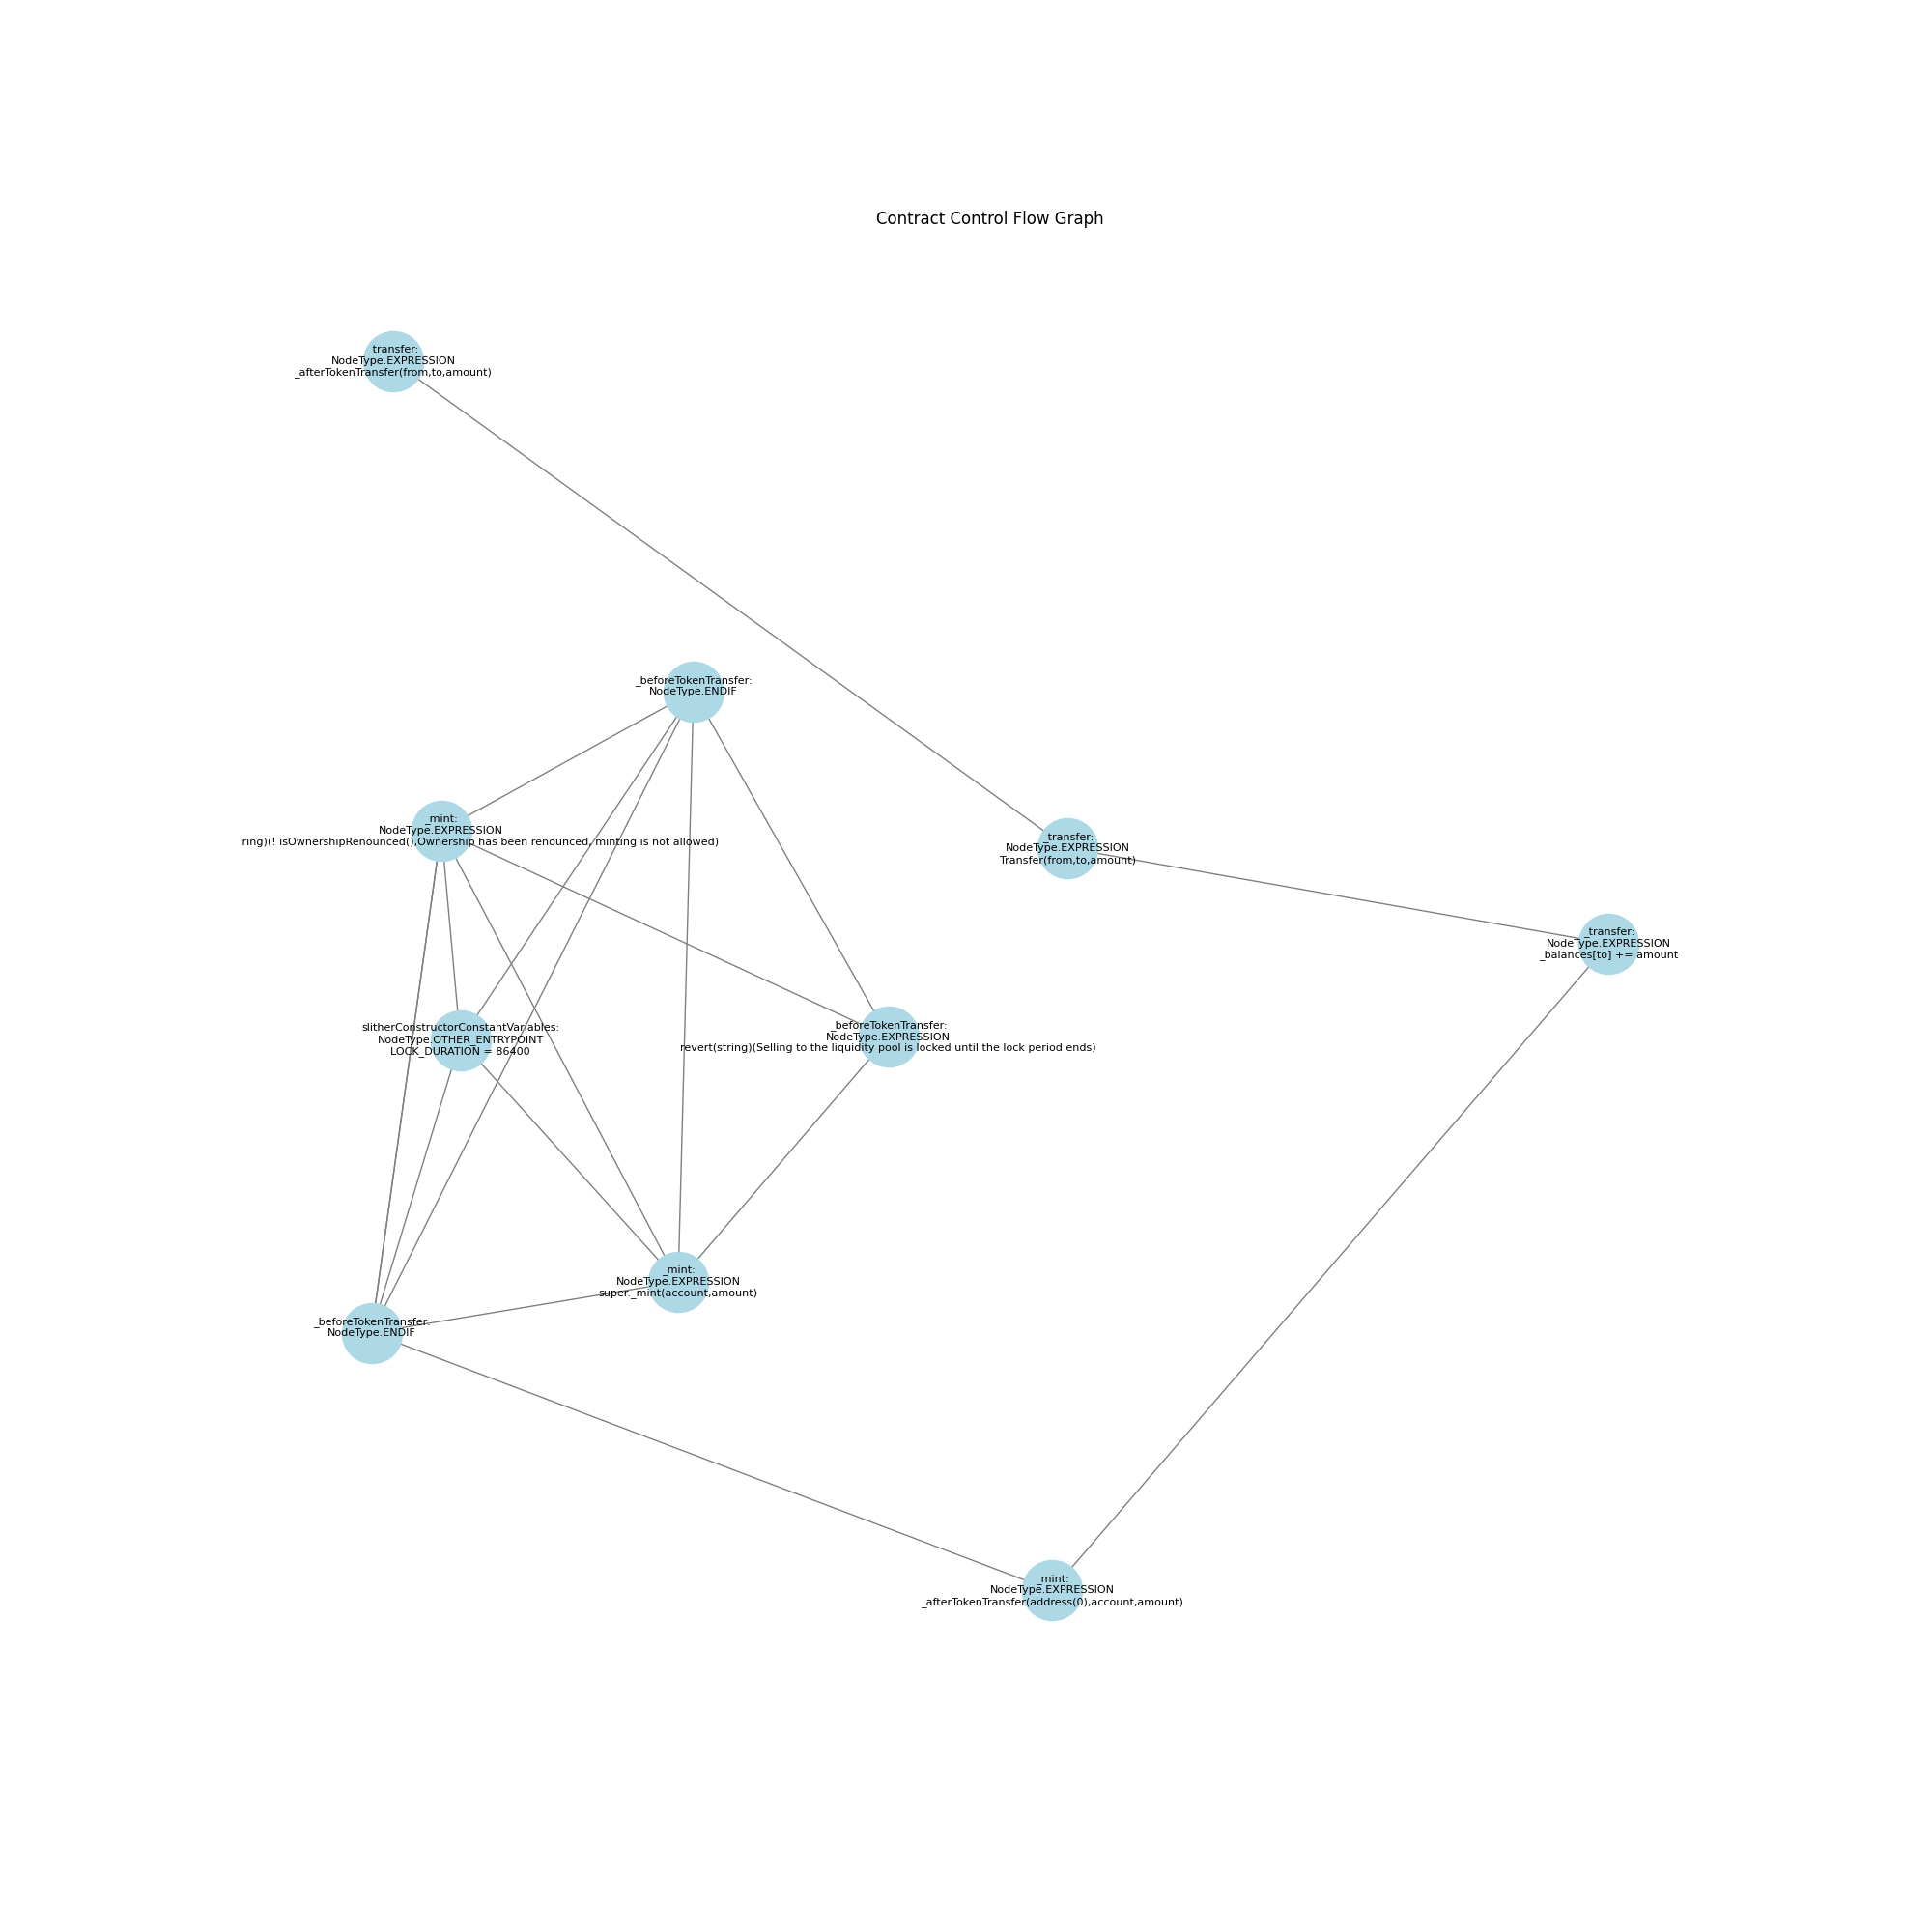 Contract Control Flow Graph
_transfer:
NodeType.EXPRESSION
_afterTokenTransfer(from,to,amount)
_beforeTokenTransfer:
NodeType.ENDIF
_mint:
NodeType.EXPRESSION
ring)(! isOwnershipRenounced(),Ownership has been renounced, minting is not allowed)
_transfer:
NodeType.EXPRESSION
Transfer(from,to,amount)
_transfer:
NodeType.EXPRESSION
_balances[to] += amount
slitherConstructorConstantVariables:
NodeType.OTHER_ENTRYPOINT
LOCK_DURATION = 86400
_beforeTokenTransfer:
NodeType.EXPRESSION
revert(string)(Selling to the liquidity pool is locked until the lock period ends)
_mint:
NodeType.EXPRESSION
super._mint(account,amount)
_beforeTokenTransfer:
NodeType.ENDIF
_mint:
NodeType.EXPRESSION
_afterTokenTransfer(address(0),account,amount)